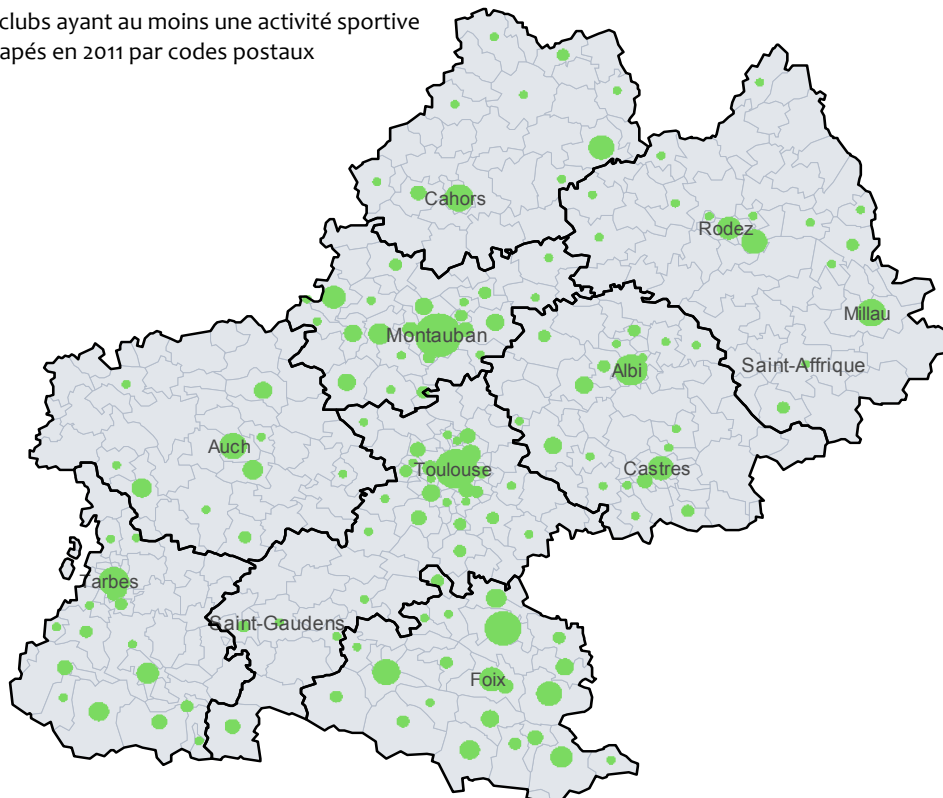 clubs ayant au moins une activité sportive
apés en 2011 par codes postaux
Cahors
Rodez
Millau
Montauban
Saint-Affrique
Albi
Auch
Toulouse
Castres
Tarbes
Saint-Gaudens
Foix